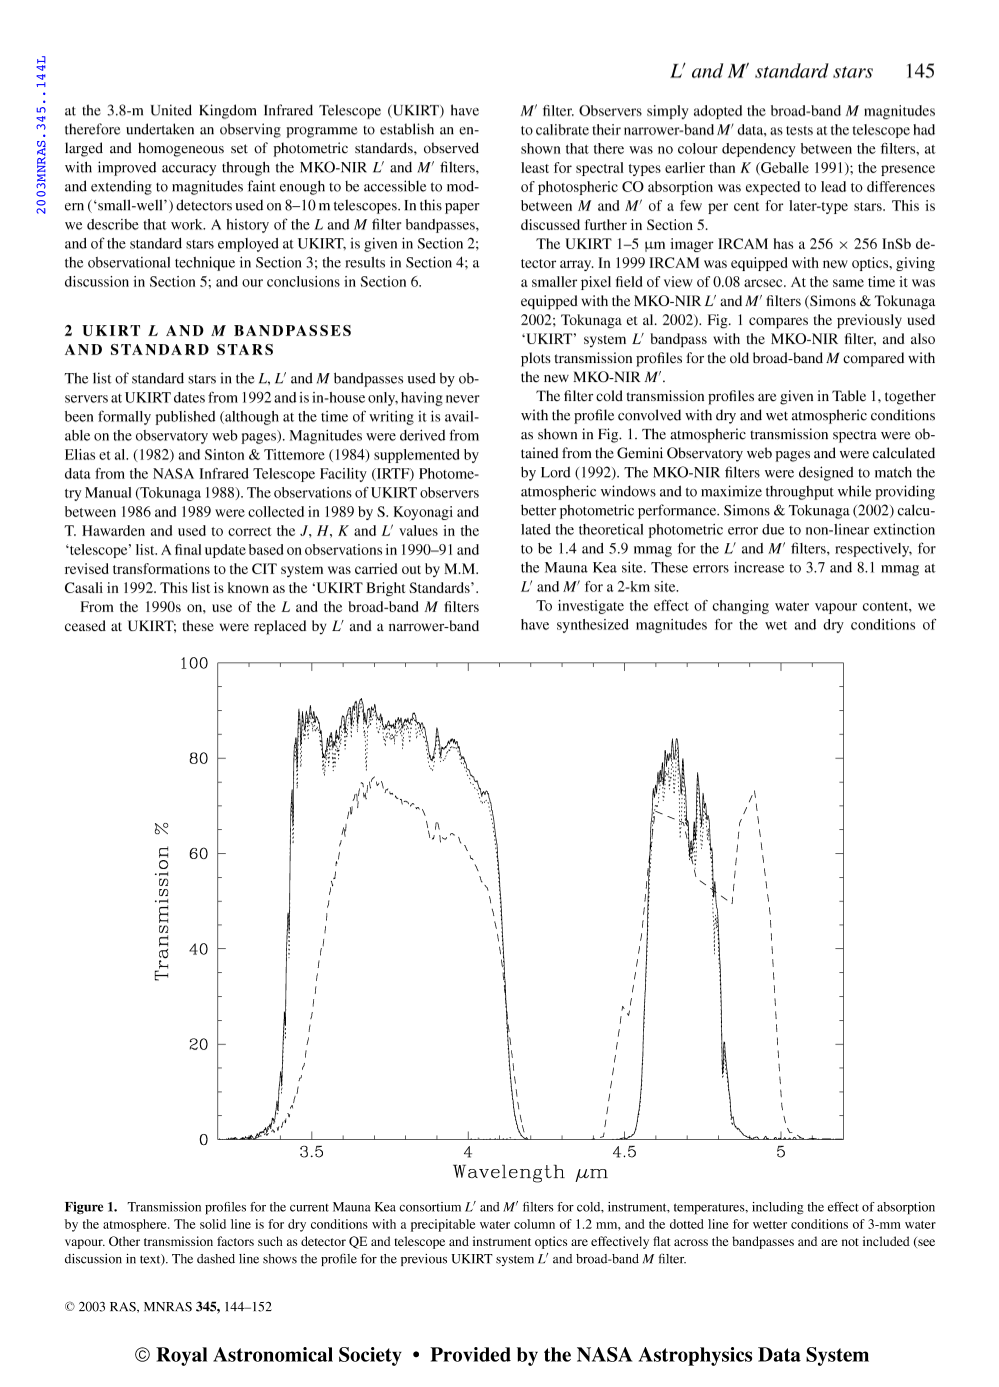 2003MNRAS.345..144L
L′ and M′ standard stars 145
at the 3.8-m United Kingdom Infrared Telescope (UKIRT) have
therefore undertaken an observing programme to establish an en-
larged and homogeneous set of photometric standards, observed
with improved accuracy through the MKO-NIR L′ and M′ filters,
and extending to magnitudes faint enough to be accessible to mod-
ern (‘small-well’) detectors used on 8–10 m telescopes. In this paper
we describe that work. A history of the L and M filter bandpasses,
and of the standard stars employed at UKIRT, is given in Section 2;
the observational technique in Section 3; the results in Section 4; a
discussion in Section 5; and our conclusions in Section 6.
2 UKIRT L AND M BANDPASSES
AND STANDARD STARS
The list of standard stars in the L, L′ and M bandpasses used by ob-
servers at UKIRT dates from 1992 and is in-house only, having never
been formally published (although at the time of writing it is avail-
able on the observatory web pages). Magnitudes were derived from
Elias et al. (1982) and Sinton & Tittemore (1984) supplemented by
data from the NASA Infrared Telescope Facility (IRTF) Photome-
try Manual (Tokunaga 1988). The observations of UKIRT observers
between 1986 and 1989 were collected in 1989 by S. Koyonagi and
T. Hawarden and used to correct the J, H, K and L′ values in the
‘telescope’ list. A final update based on observations in 1990–91 and
revised transformations to the CIT system was carried out by M.M.
Casali in 1992. This list is known as the ‘UKIRT Bright Standards’.
From the 1990s on, use of the L and the broad-band M filters
ceased at UKIRT; these were replaced by L′ and a narrower-band
M′ filter. Observers simply adopted the broad-band M magnitudes
to calibrate their narrower-band M′ data, as tests at the telescope had
shown that there was no colour dependency between the filters, at
least for spectral types earlier than K (Geballe 1991); the presence
of photospheric CO absorption was expected to lead to differences
between M and M′ of a few per cent for later-type stars. This is
discussed further in Section 5.
The UKIRT 1–5 μm imager IRCAM has a 256 × 256 InSb de-
tector array. In 1999 IRCAM was equipped with new optics, giving
a smaller pixel field of view of 0.08 arcsec. At the same time it was
equipped with the MKO-NIR L′ and M′ filters (Simons & Tokunaga
2002; Tokunaga et al. 2002). Fig. 1 compares the previously used
‘UKIRT’ system L′ bandpass with the MKO-NIR filter, and also
plots transmission profiles for the old broad-band M compared with
the new MKO-NIR M′.
The filter cold transmission profiles are given in Table 1, together
with the profile convolved with dry and wet atmospheric conditions
as shown in Fig. 1. The atmospheric transmission spectra were ob-
tained from the Gemini Observatory web pages and were calculated
by Lord (1992). The MKO-NIR filters were designed to match the
atmospheric windows and to maximize throughput while providing
better photometric performance. Simons & Tokunaga (2002) calcu-
lated the theoretical photometric error due to non-linear extinction
to be 1.4 and 5.9 mmag for the L′ and M′ filters, respectively, for
the Mauna Kea site. These errors increase to 3.7 and 8.1 mmag at
L′ and M′ for a 2-km site.
To investigate the effect of changing water vapour content, we
have synthesized magnitudes for the wet and dry conditions of
100
80
60
40
20
0
Transmission %
3.5 4 4.5 5
Wavelength μm
Figure 1. Transmission profiles for the current Mauna Kea consortium L′ and M′ filters for cold, instrument, temperatures, including the effect of absorption
by the atmosphere. The solid line is for dry conditions with a precipitable water column of 1.2 mm, and the dotted line for wetter conditions of 3-mm water
vapour. Other transmission factors such as detector QE and telescope and instrument optics are effectively flat across the bandpasses and are not included (see
discussion in text). The dashed line shows the profile for the previous UKIRT system L′ and broad-band M filter.
© 2003 RAS, MNRAS 345, 144–152
© Royal Astronomical Society • Provided by the NASA Astrophysics Data System